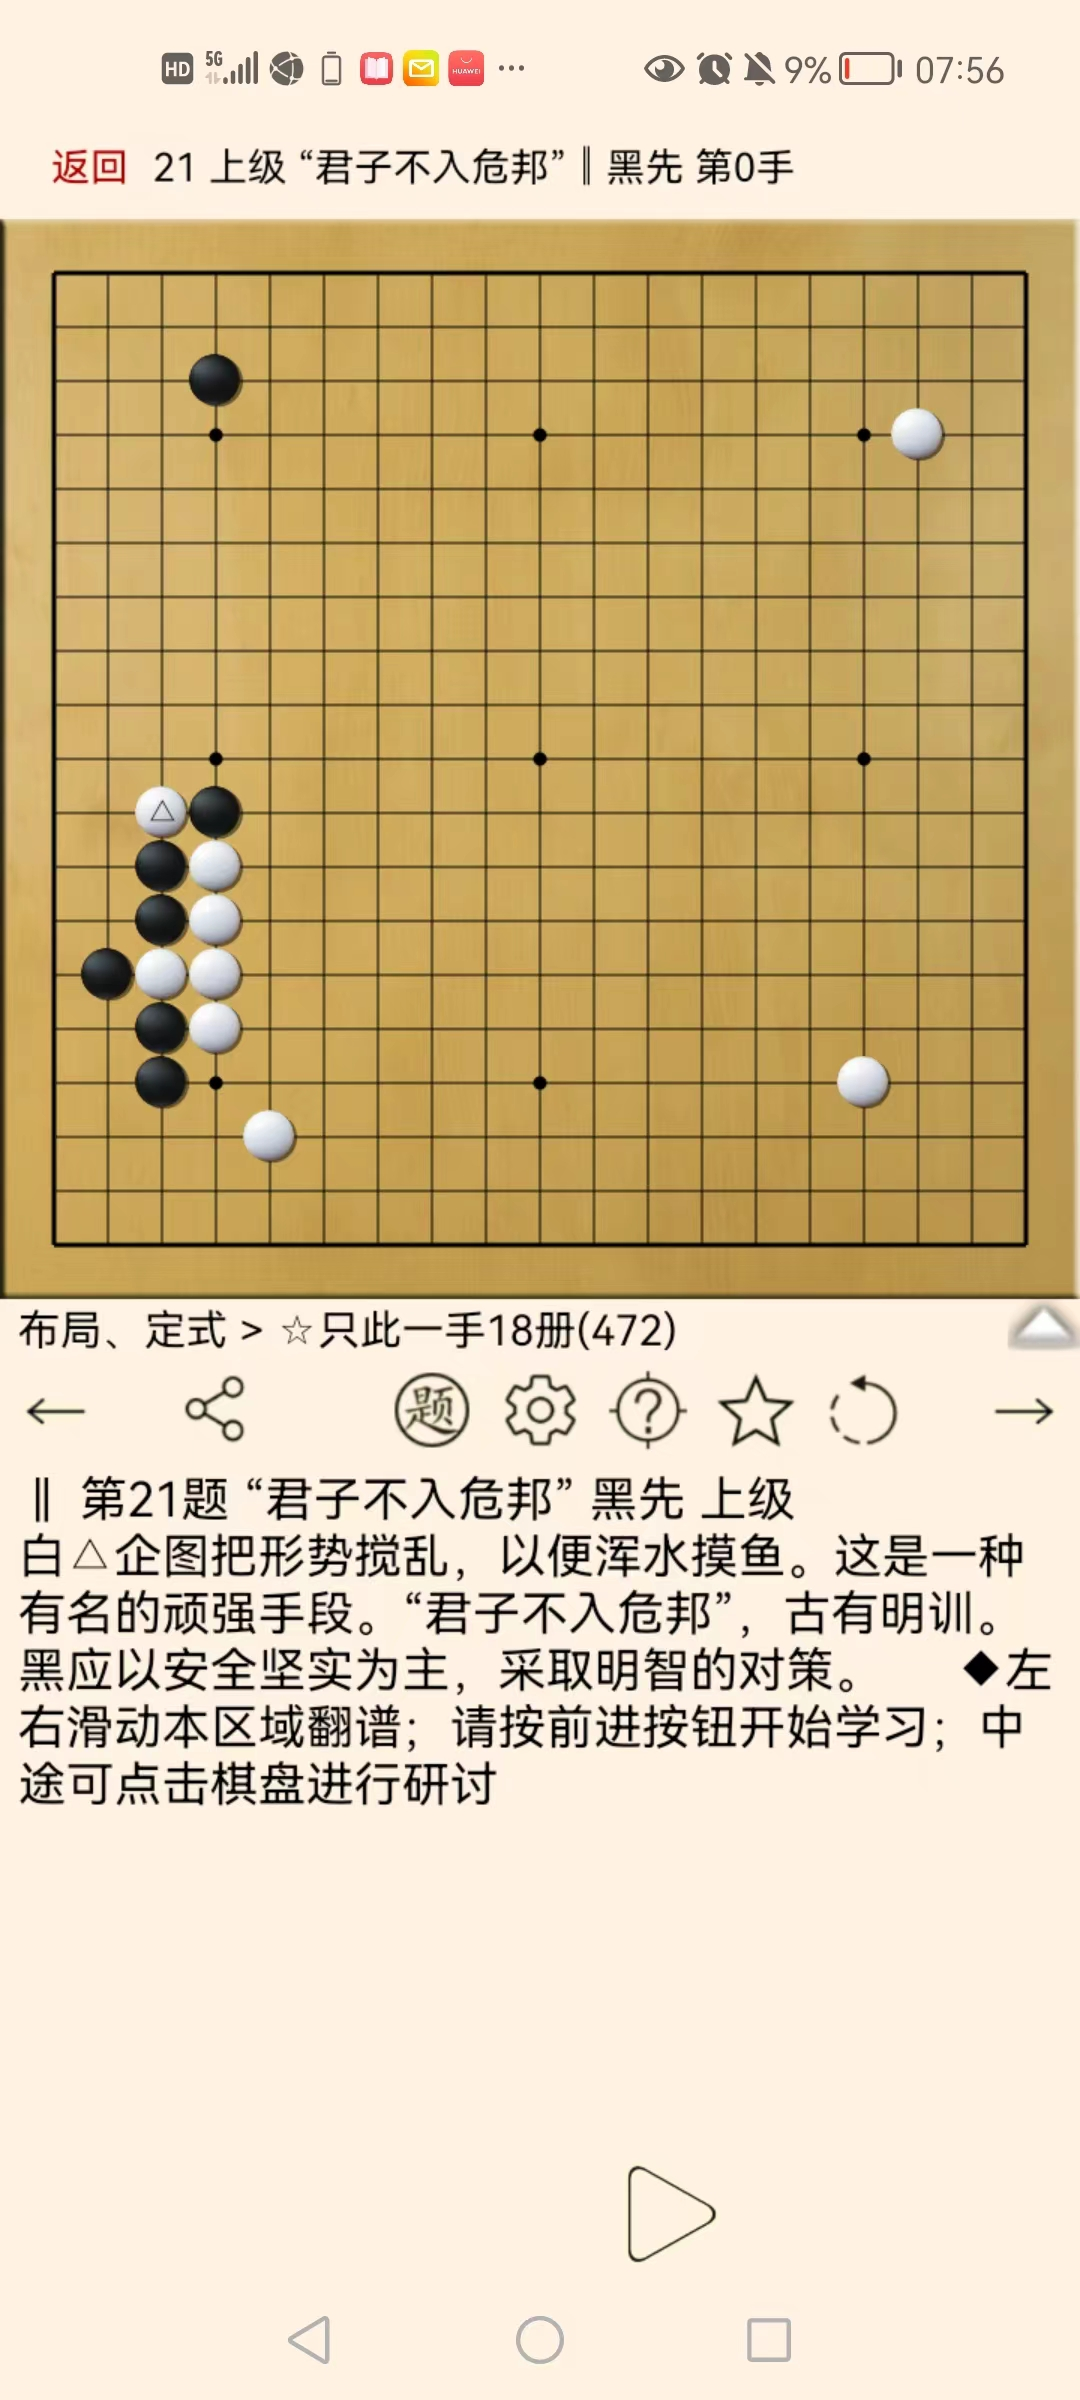 HD 5G HUAWEI ··· 9% 07:56
返回 21 上级 “君子不入危邦” ‖ 黑先 第0手
△
布局、定式 > ☆只此一手18册(472)
题 ?
‖ 第21题 “君子不入危邦” 黑先 上级
白△企图把形势搅乱，以便浑水摸鱼。这是一种
有名的顽强手段。“君子不入危邦”，古有明训。
黑应以安全坚实为主，采取明智的对策。 ◆左
右滑动本区域翻谱；请按前进按钮开始学习；中
途可点击棋盘进行研讨